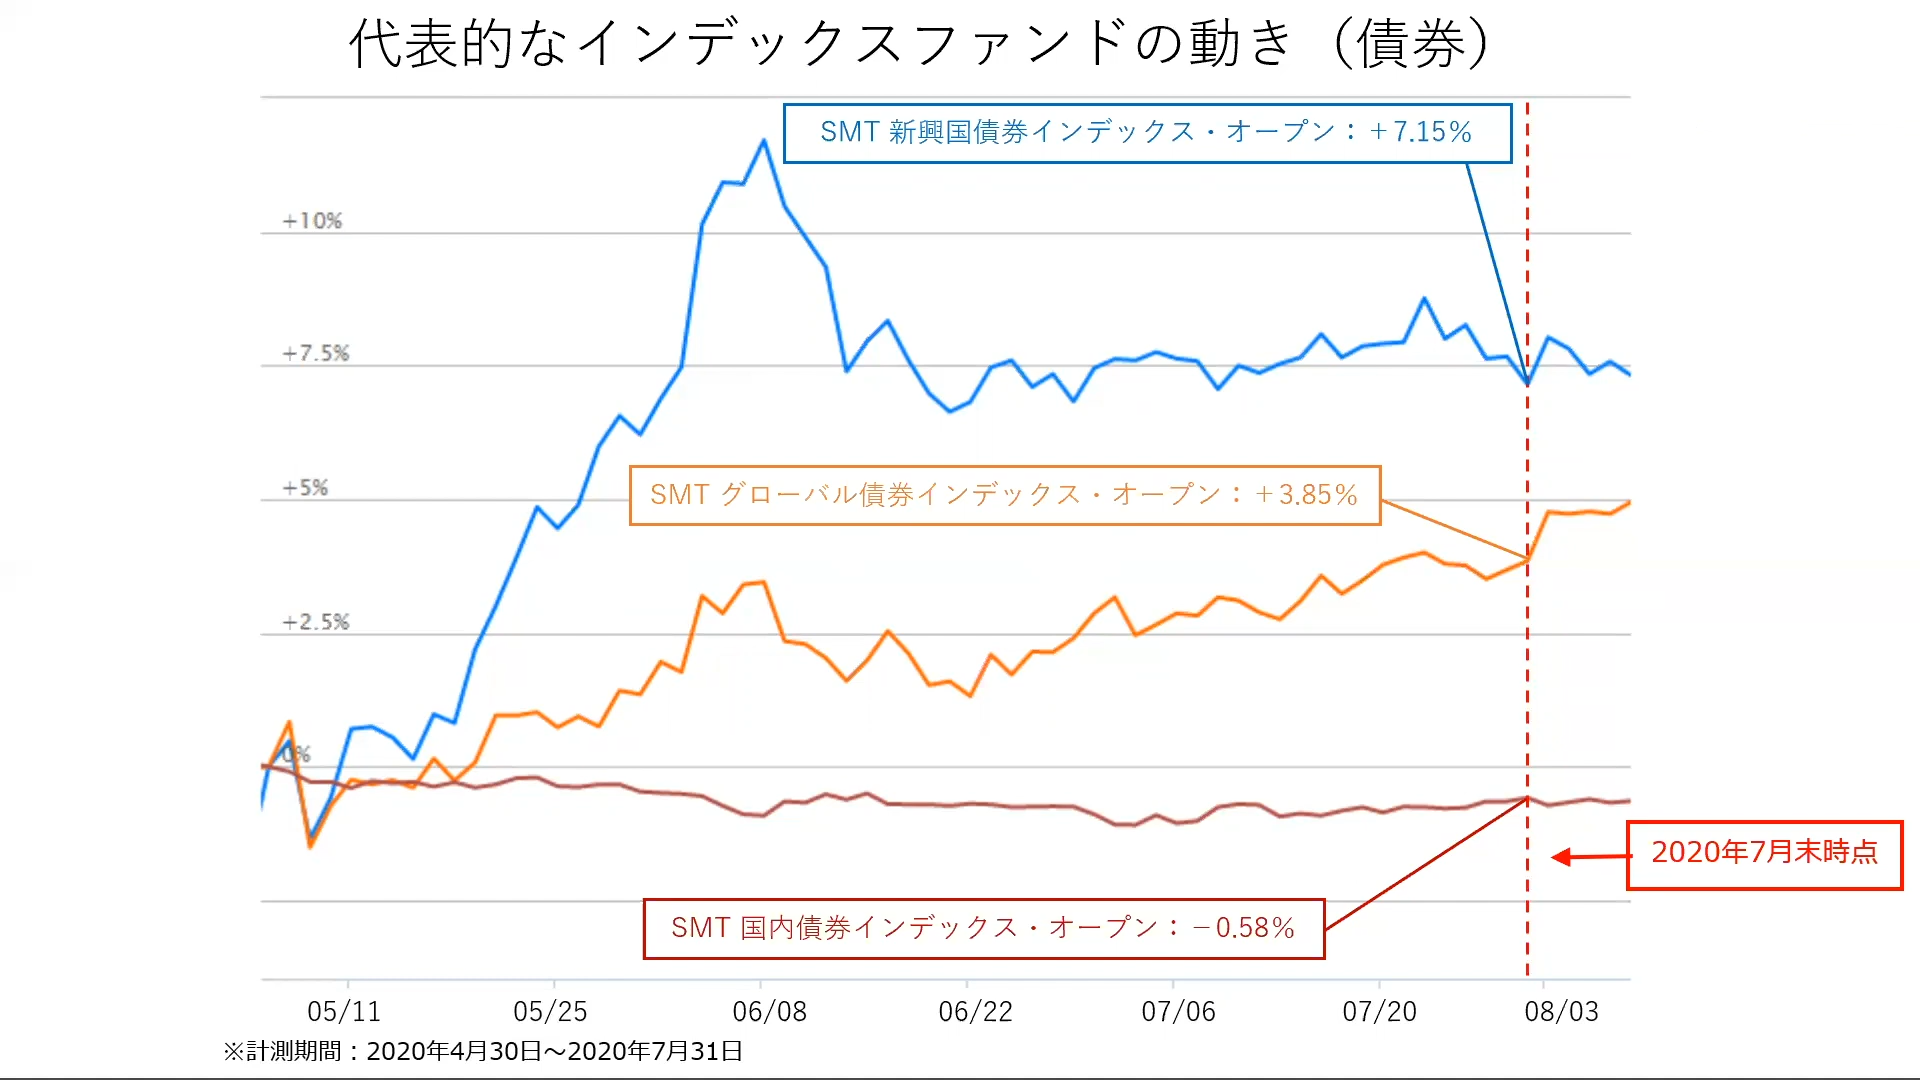 代表的なインデックスファンドの動き（債券）
SMT 新興国債券インデックス・オープン：＋7.15%
+10%
+7.5%
+5%
SMT グローバル債券インデックス・オープン：＋3.85%
+2.5%
0%
2020年7月末時点
SMT 国内債券インデックス・オープン：－0.58%
05/11 05/25 06/08 06/22 07/06 07/20 08/03
※計測期間：2020年4月30日～2020年7月31日